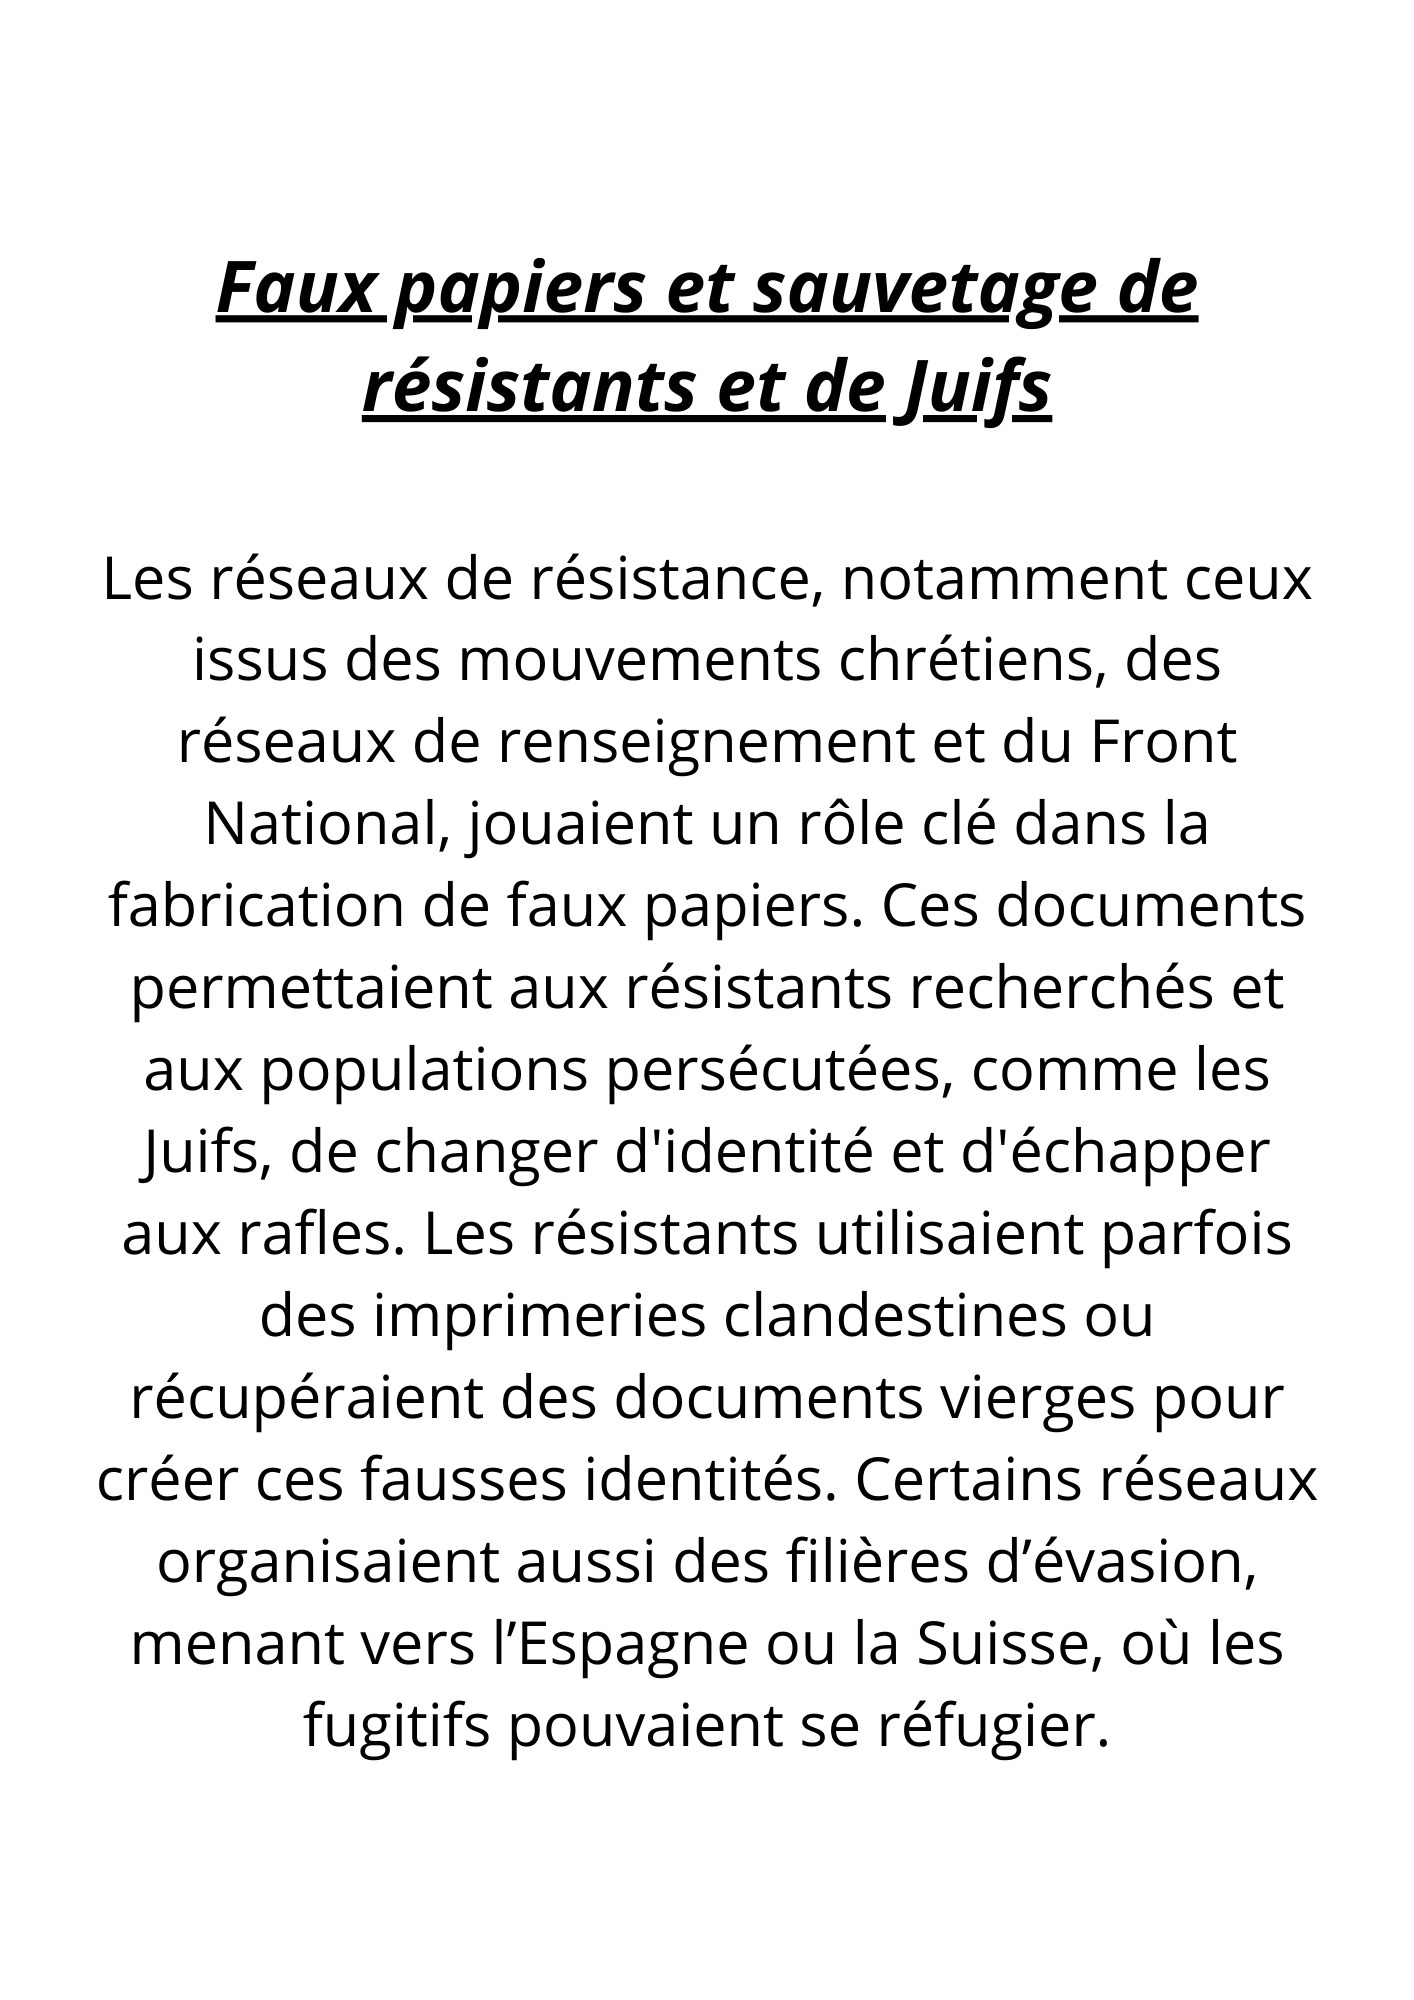 Faux papiers et sauvetage de
résistants et de Juifs
Les réseaux de résistance, notamment ceux
issus des mouvements chrétiens, des
réseaux de renseignement et du Front
National, jouaient un rôle clé dans la
fabrication de faux papiers. Ces documents
permettaient aux résistants recherchés et
aux populations persécutées, comme les
Juifs, de changer d'identité et d'échapper
aux rafles. Les résistants utilisaient parfois
des imprimeries clandestines ou
récupéraient des documents vierges pour
créer ces fausses identités. Certains réseaux
organisaient aussi des filières d’évasion,
menant vers l’Espagne ou la Suisse, où les
fugitifs pouvaient se réfugier.